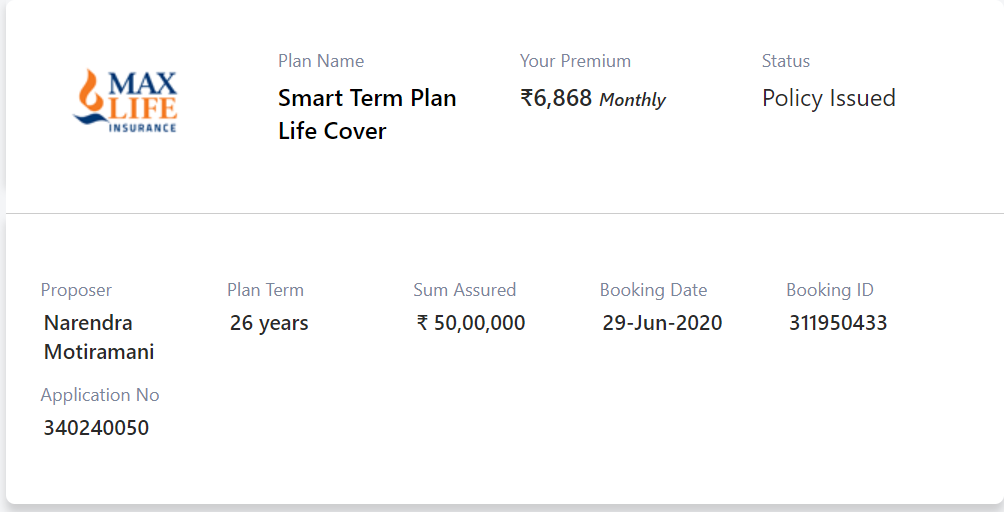 MAX
LIFE
INSURANCE
Plan Name
Smart Term Plan
Life Cover
Your Premium
₹6,868 Monthly
Status
Policy Issued
Proposer
Narendra
Motiramani
Plan Term
26 years
Sum Assured
₹ 50,00,000
Booking Date
29-Jun-2020
Booking ID
311950433
Application No
340240050